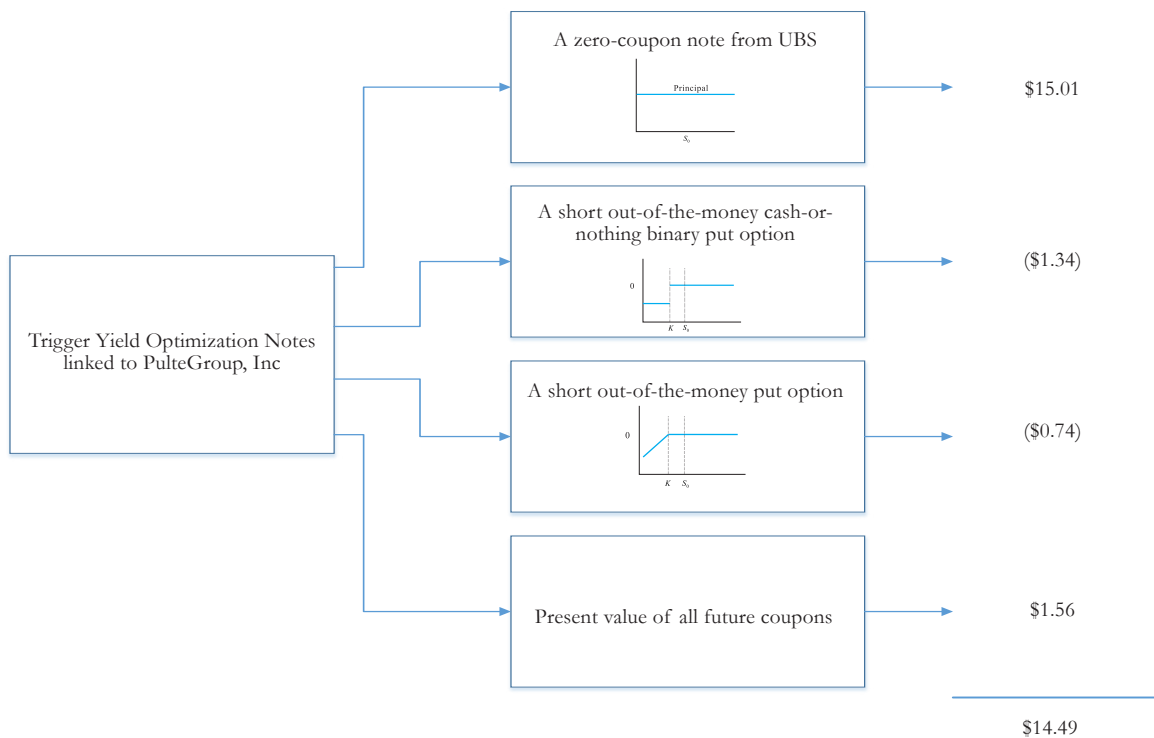 A zero-coupon note from UBS
Principal
S0
$15.01
A short out-of-the-money cash-or-
nothing binary put option
0
K S0
($1.34)
Trigger Yield Optimization Notes
linked to PulteGroup, Inc
A short out-of-the-money put option
0
K S0
($0.74)
Present value of all future coupons
$1.56
$14.49